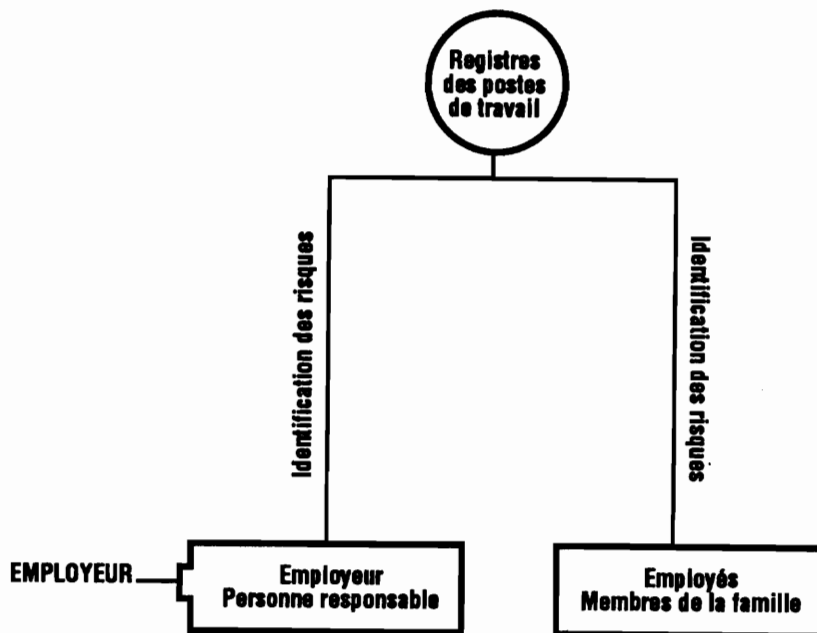 Registres
des postes
de travail
Identification des risques
Identification des risques
EMPLOYEUR
Employeur
Personne responsable
Employés
Membres de la famille